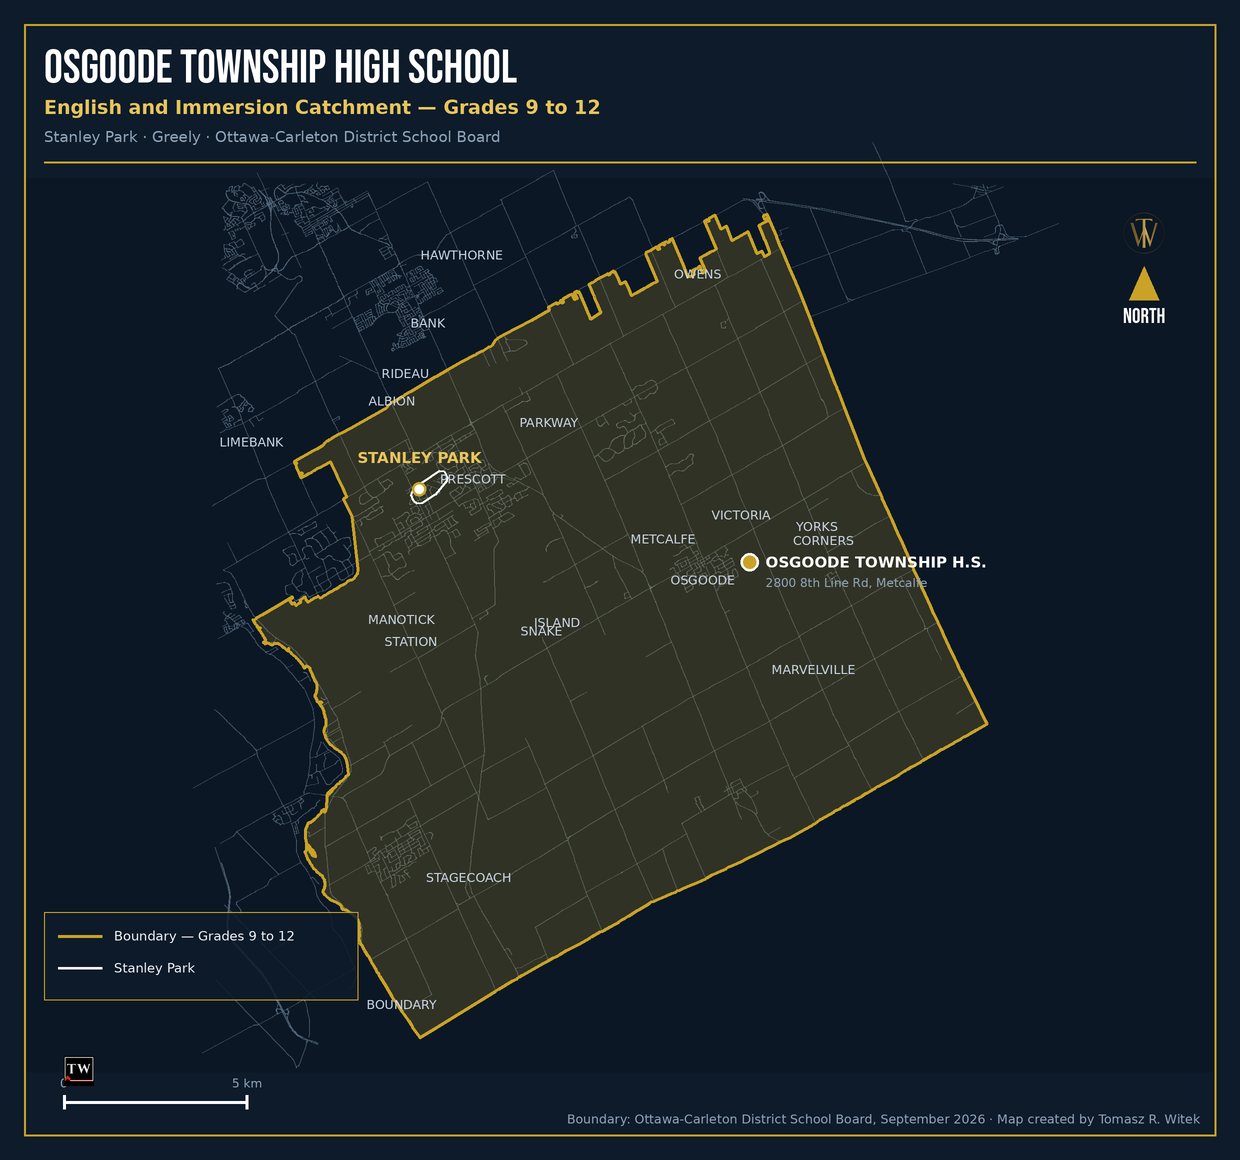 OSGOODE TOWNSHIP HIGH SCHOOL
English and Immersion Catchment — Grades 9 to 12
Stanley Park · Greely · Ottawa-Carleton District School Board
W
HAWTHORNE
OWENS
NORTH
BANK
RIDEAU
ALBION
PARKWAY
LIMEBANK
STANLEY PARK
PRESCOTT
VICTORIA
YORKS
CORNERS
METCALFE
OSGOODE TOWNSHIP H.S.
OSGOODE
2800 8th Line Rd, Metcalfe
MANOTICK
STATION
ISLAND
SNAKE
MARVELVILLE
STAGECOACH
Boundary — Grades 9 to 12
Stanley Park
BOUNDARY
TW
0
5 km
Boundary: Ottawa-Carleton District School Board, September 2026 · Map created by Tomasz R. Witek